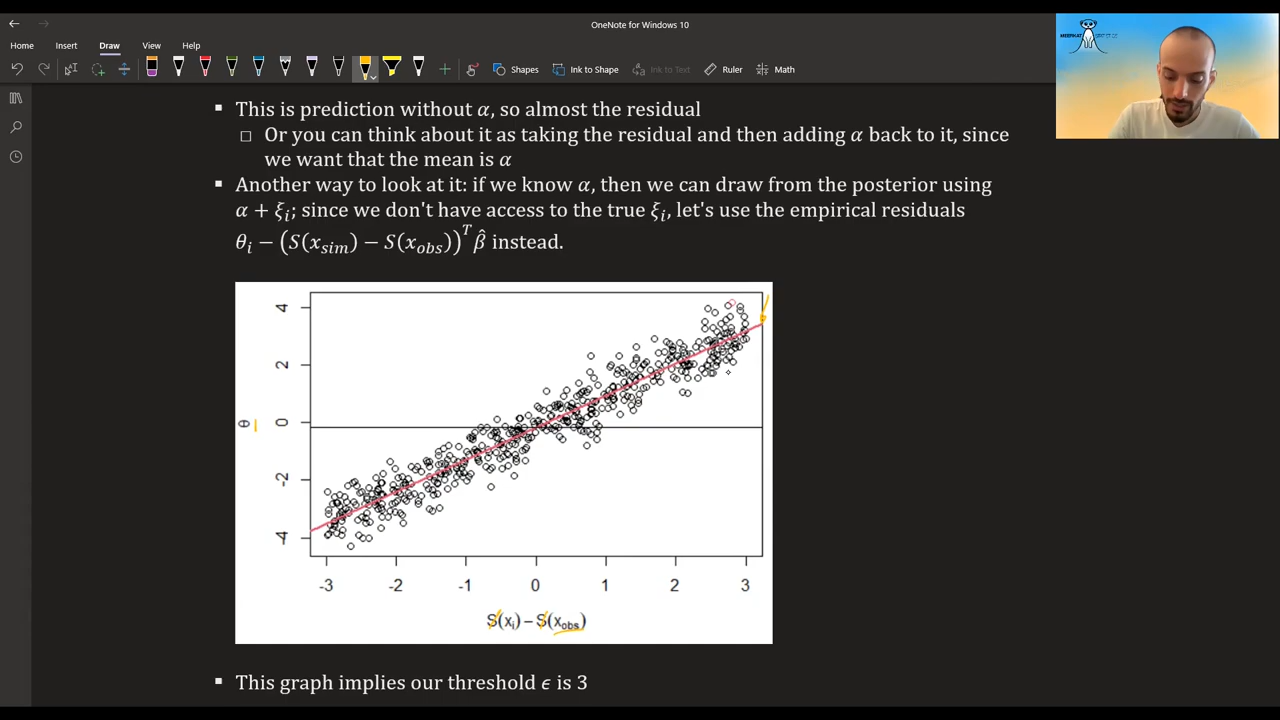 OneNote for Windows 10
Home Insert Draw View Help
Shapes Ink to Shape Ink to Text Ruler Math
MEERKAT
▪ This is prediction without α, so almost the residual
□ Or you can think about it as taking the residual and then adding α back to it, since
we want that the mean is α
▪ Another way to look at it: if we know α, then we can draw from the posterior using
α + ξᵢ; since we don't have access to the true ξᵢ, let's use the empirical residuals
θᵢ − (S(x_sim) − S(x_obs))ᵀ β̂ instead.
4
2
θ
0
-2
-4
-3 -2 -1 0 1 2 3
S(xᵢ) − S(x_obs)
▪ This graph implies our threshold ϵ is 3